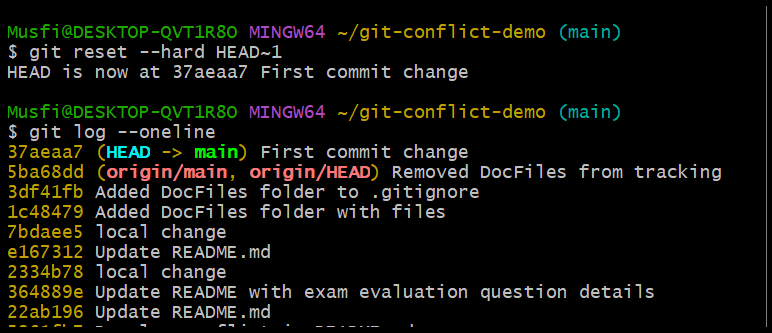 Musfi@DESKTOP-QVT1R8O MINGW64 ~/git-conflict-demo (main)
$ git reset --hard HEAD~1
HEAD is now at 37aeaa7 First commit change
Musfi@DESKTOP-QVT1R8O MINGW64 ~/git-conflict-demo (main)
$ git log --oneline
37aeaa7 (HEAD -> main) First commit change
5ba68dd (origin/main, origin/HEAD) Removed DocFiles from tracking
3df41fb Added DocFiles folder to .gitignore
1c48479 Added DocFiles folder with files
7bdaee5 local change
e167312 Update README.md
2334b78 local change
364889e Update README with exam evaluation question details
22ab196 Update README.md